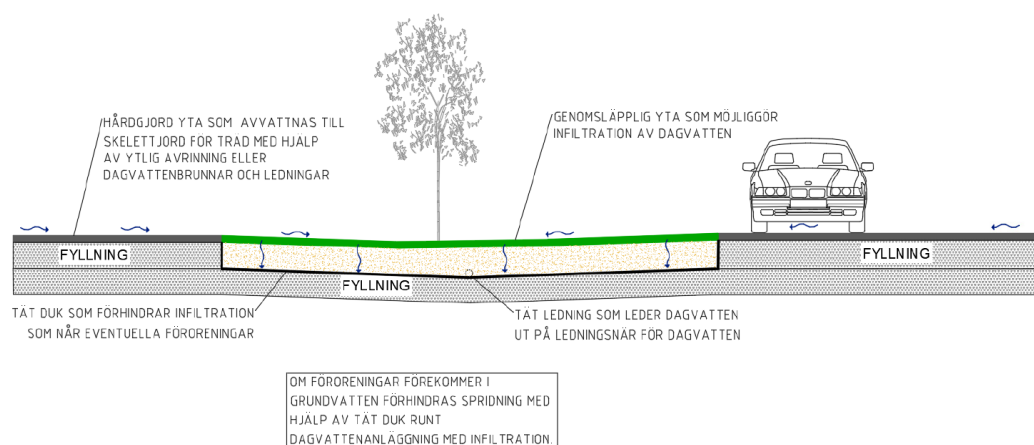 HÅRDGJORD YTA SOM AVVATTNAS TILL
SKELETTJORD FÖR TRAD MED HJÄLP
AV YTLIG AVRINNING ELLER
DAGVATTENBRUNNAR OCH LEDNINGAR
GENOMSLÄPPLIG YTA SOM MÖJLIGGÖR
INFILTRATION AV DAGVATTEN
FYLLNING
FYLLNING
FYLLNING
TÄT DUK SOM FÖRHINDRAR INFILTRATION
SOM NÅR EVENTUELLA FÖRORENINGAR
TÄT LEDNING SOM LEDER DAGVATTEN
UT PÅ LEDNINGSNÄR FÖR DAGVATTEN
OM FÖRORENINGAR FÖREKOMMER I
GRUNDVATTEN FÖRHINDRAS SPRIDNING MED
HJÄLP AV TÄT DUK RUNT
DAGVATTENANLÄGGNING MED INFILTRATION.